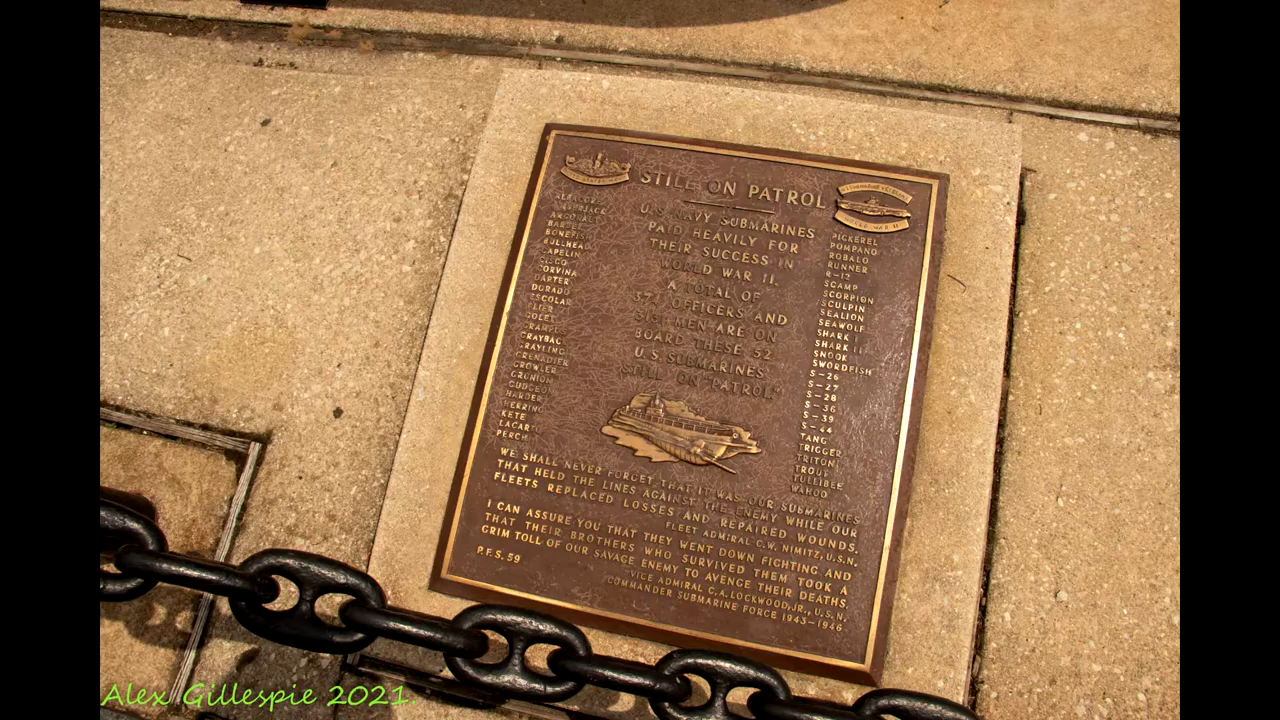 STILL ON PATROL
U.S. NAVY SUBMARINES
PAID HEAVILY FOR
THEIR SUCCESS IN
WORLD WAR II.
A TOTAL OF
374 OFFICERS AND
3131 MEN ARE ON
BOARD THESE 52
U.S. SUBMARINES
STILL ON "PATROL"
ALBACORE
AMBERJACK
ARGONAUT
BARBEL
BONEFISH
BULLHEAD
CAPELIN
CISCO
CORVINA
DARTER
DORADO
ESCOLAR
FLIER
GOLET
GRAMPUS
GRAYBACK
GRAYLING
GRENADIER
GROWLER
GRUNION
GUDGEON
HARDER
HERRING
KETE
LAGARTO
PERCH
PICKEREL
POMPANO
ROBALO
RUNNER
R-12
SCAMP
SCORPION
SCULPIN
SEALION
SEAWOLF
SHARK I
SHARK II
SNOOK
SWORDFISH
S-26
S-27
S-28
S-36
S-39
S-44
TANG
TRIGGER
TRITON
TROUT
TULLIBEE
WAHOO
WE SHALL NEVER FORGET THAT IT WAS OUR SUBMARINES
THAT HELD THE LINES AGAINST THE ENEMY WHILE OUR
FLEETS REPLACED LOSSES AND REPAIRED WOUNDS.
FLEET ADMIRAL C.W. NIMITZ, U.S.N.
I CAN ASSURE YOU THAT THEY WENT DOWN FIGHTING AND
THAT THEIR BROTHERS WHO SURVIVED THEM TOOK A
GRIM TOLL OF OUR SAVAGE ENEMY TO AVENGE THEIR DEATHS.
VICE ADMIRAL C.A. LOCKWOOD, JR., U.S.N.
COMMANDER SUBMARINE FORCE 1943-1946.
P.F.S. 59
Alex Gillespie 2021.